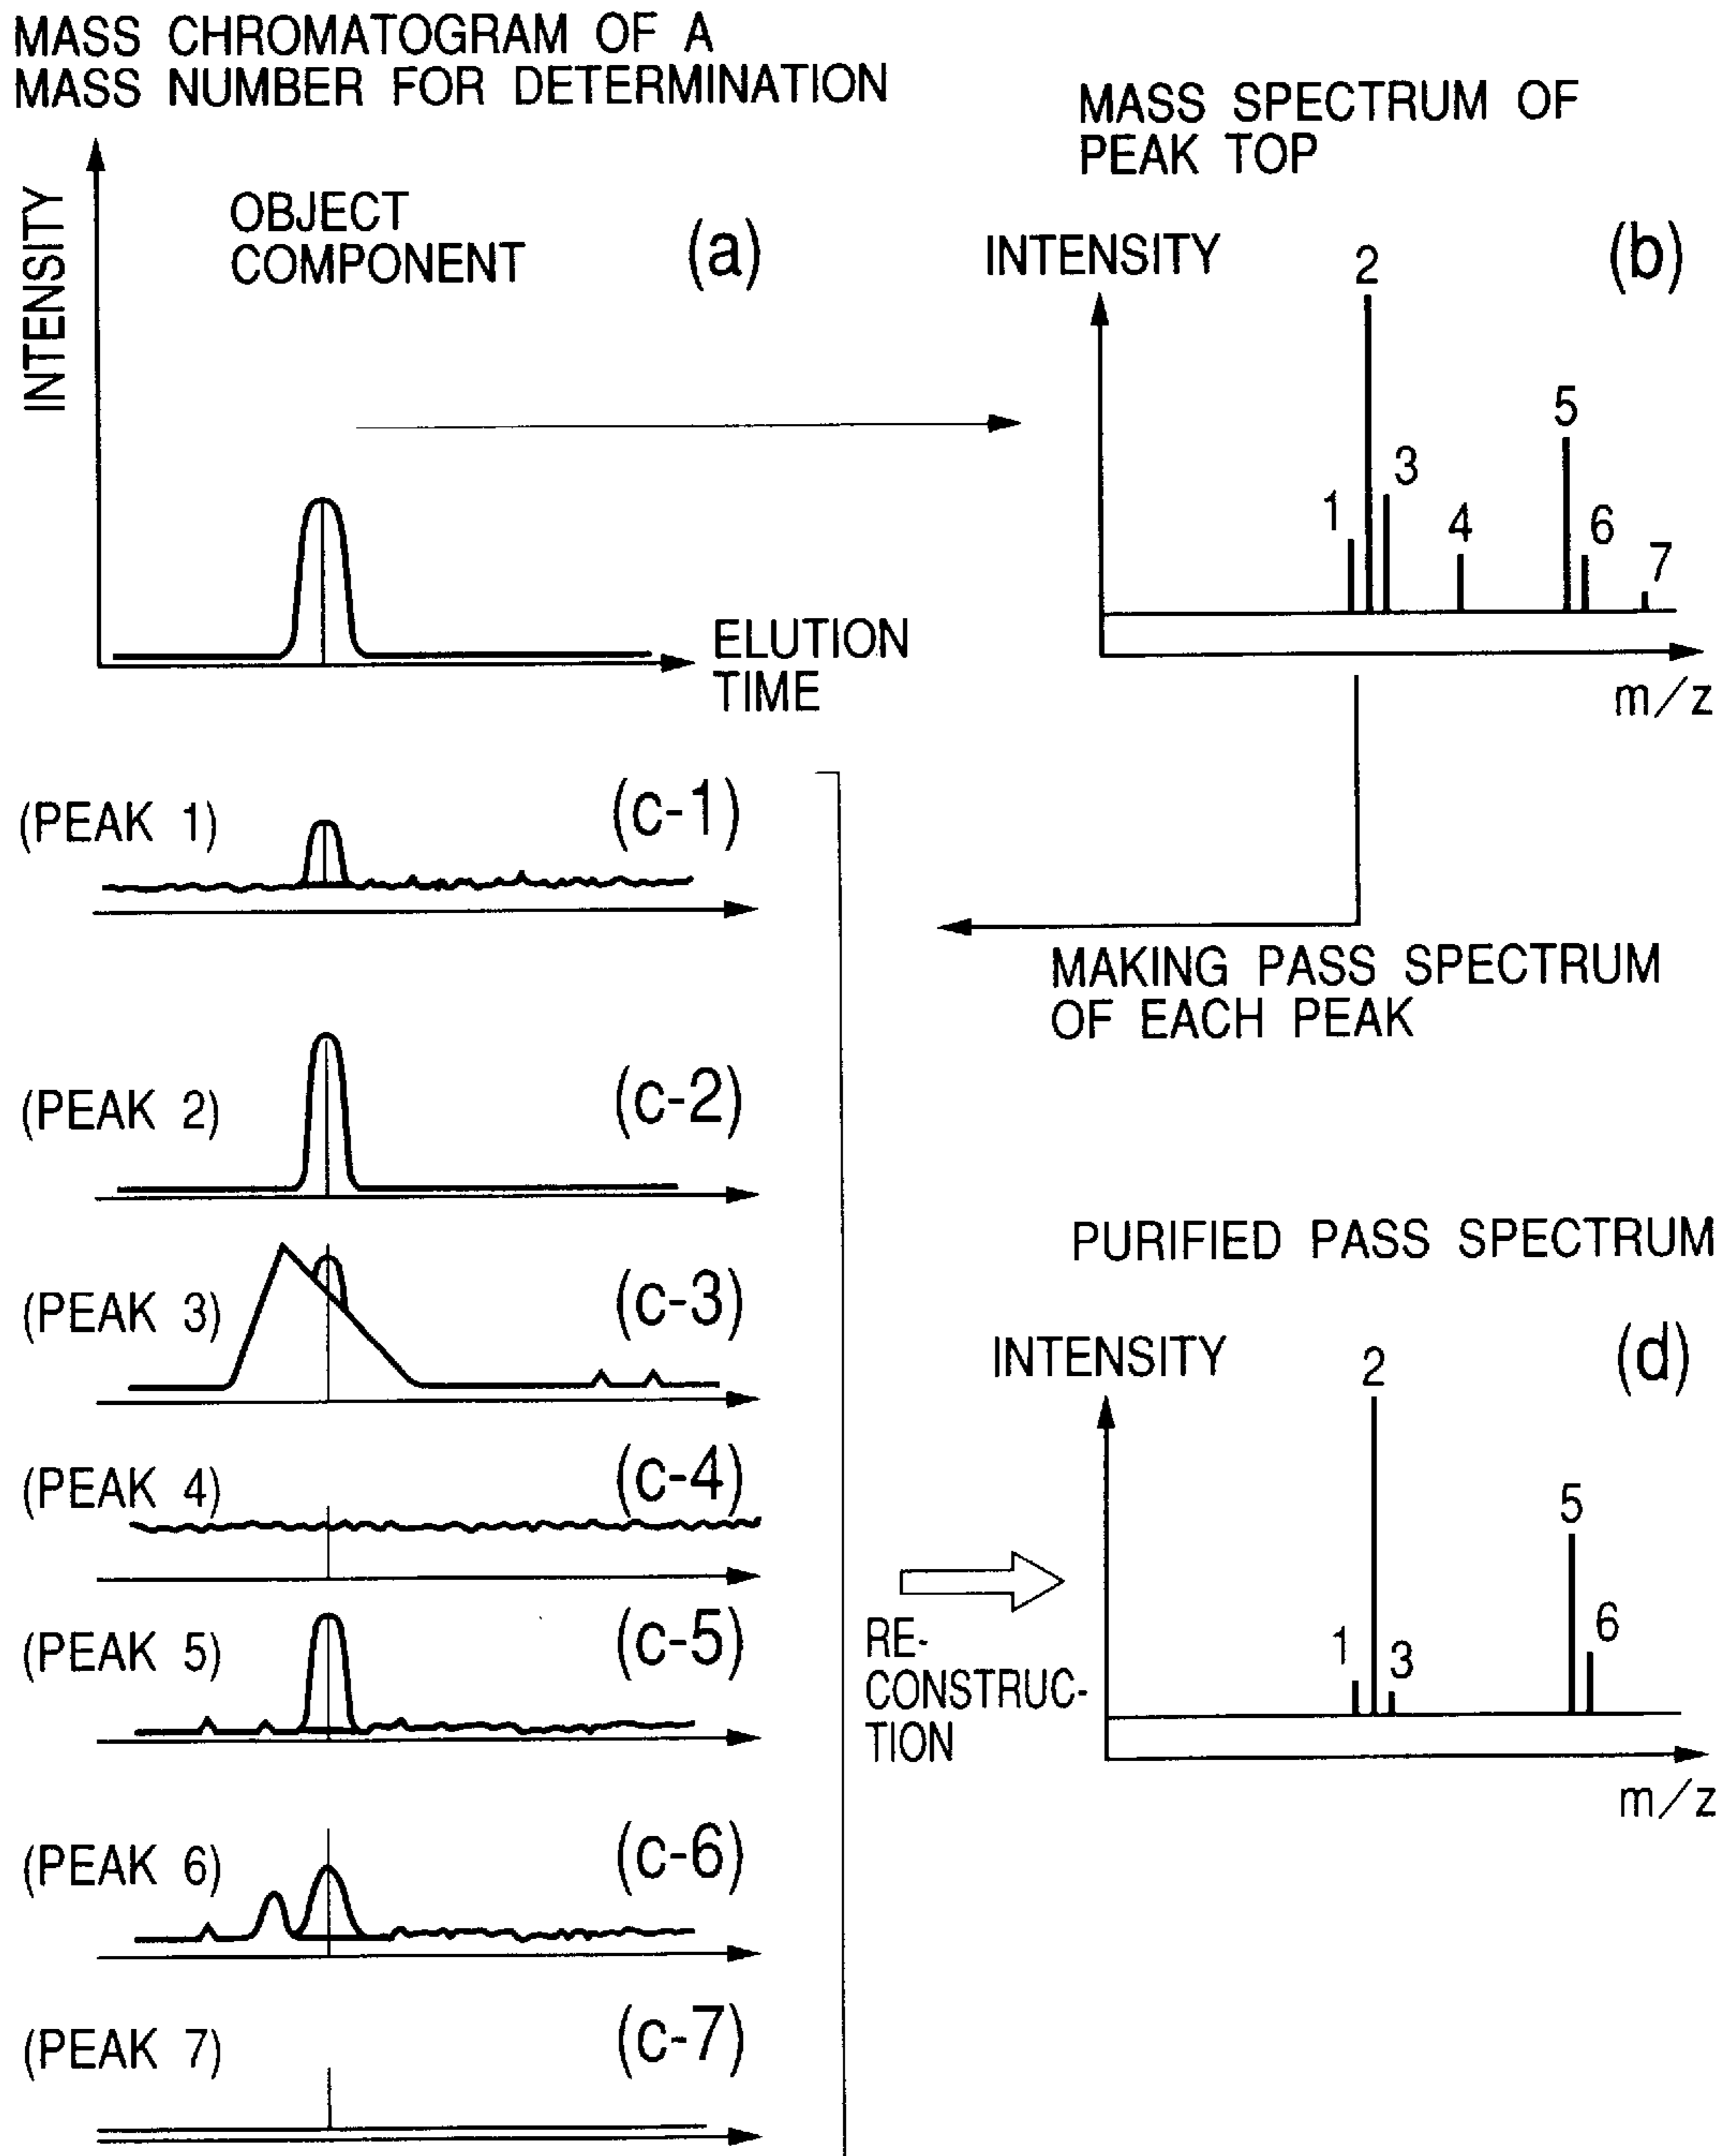 MASS CHROMATOGRAM OF A
MASS NUMBER FOR DETERMINATION
INTENSITY
OBJECT
COMPONENT
(a)
ELUTION
TIME
MASS SPECTRUM OF
PEAK TOP
INTENSITY
(b)
1
2
3
4
5
6
7
m/z
MAKING PASS SPECTRUM
OF EACH PEAK
(PEAK 1)
(c-1)
(PEAK 2)
(c-2)
(PEAK 3)
(c-3)
(PEAK 4)
(c-4)
(PEAK 5)
(c-5)
(PEAK 6)
(c-6)
(PEAK 7)
(c-7)
RE-
CONSTRUC-
TION
PURIFIED PASS SPECTRUM
INTENSITY
(d)
1
2
3
5
6
m/z